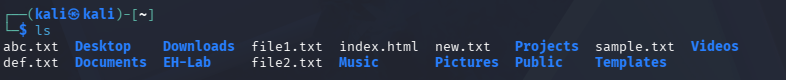 ┌──(kali㉿kali)-[~]
└─$ ls
abc.txt  Desktop    Downloads  file1.txt  index.html  new.txt   Projects  sample.txt  Videos
def.txt  Documents  EH-Lab     file2.txt  Music       Pictures  Public    Templates